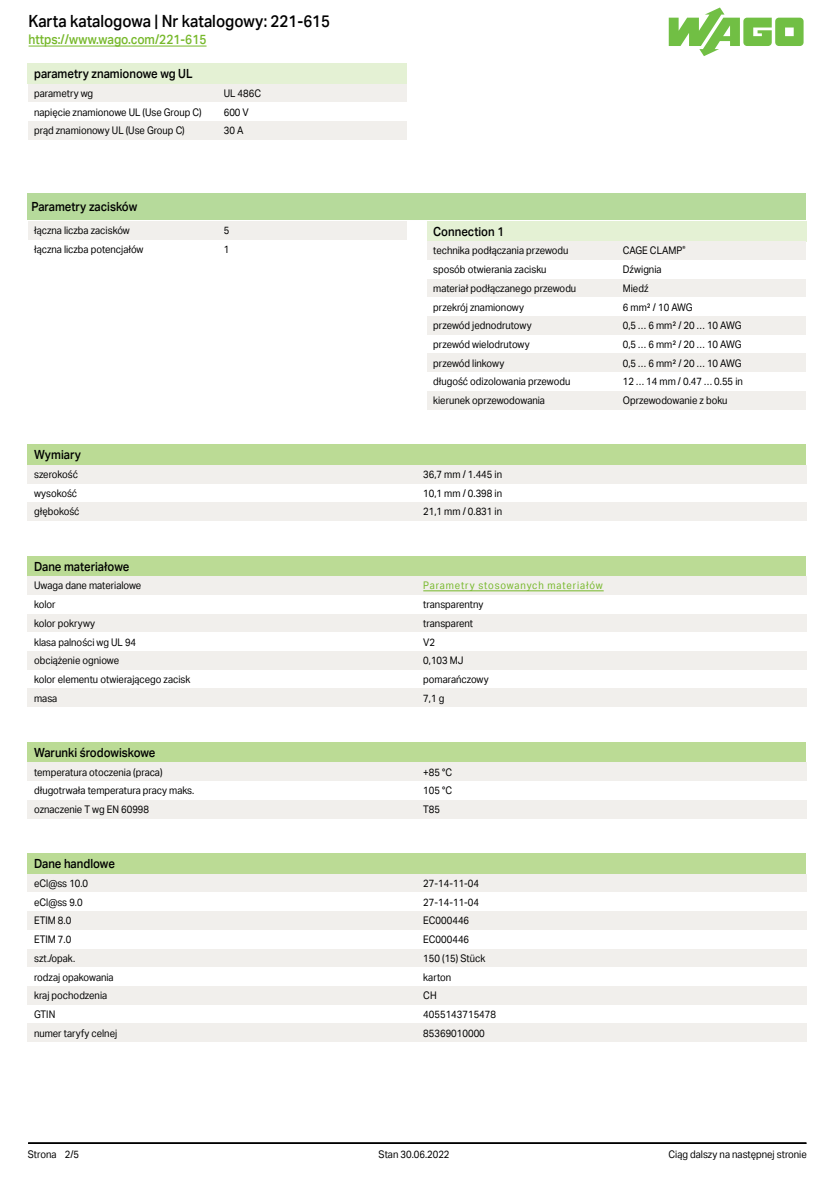 Karta katalogowa | Nr katalogowy: 221-615
https://www.wago.com/221-615
WAGO
parametry znamionowe wg UL
parametry wg UL 486C
napięcie znamionowe UL (Use Group C) 600 V
prąd znamionowy UL (Use Group C) 30 A
Parametry zacisków
łączna liczba zacisków 5
łączna liczba potencjałów 1
Connection 1
technika podłączania przewodu CAGE CLAMP®
sposób otwierania zacisku Dźwignia
materiał podłączanego przewodu Miedź
przekrój znamionowy 6 mm² / 10 AWG
przewód jednodrutowy 0,5 … 6 mm² / 20 … 10 AWG
przewód wielodrutowy 0,5 … 6 mm² / 20 … 10 AWG
przewód linkowy 0,5 … 6 mm² / 20 … 10 AWG
długość odizolowania przewodu 12 … 14 mm / 0.47 … 0.55 in
kierunek oprzewodowania Oprzewodowanie z boku
Wymiary
szerokość 36,7 mm / 1.445 in
wysokość 10,1 mm / 0.398 in
głębokość 21,1 mm / 0.831 in
Dane materiałowe
Uwaga dane materialowe Parametry stosowanych materiałów
kolor transparentny
kolor pokrywy transparent
klasa palności wg UL 94 V2
obciążenie ogniowe 0,103 MJ
kolor elementu otwierającego zacisk pomarańczowy
masa 7,1 g
Warunki środowiskowe
temperatura otoczenia (praca) +85 °C
długotrwała temperatura pracy maks. 105 °C
oznaczenie T wg EN 60998 T85
Dane handlowe
eCl@ss 10.0 27-14-11-04
eCl@ss 9.0 27-14-11-04
ETIM 8.0 EC000446
ETIM 7.0 EC000446
szt./opak. 150 (15) Stück
rodzaj opakowania karton
kraj pochodzenia CH
GTIN 4055143715478
numer taryfy celnej 85369010000
Strona 2/5 Stan 30.06.2022 Ciąg dalszy na następnej stronie